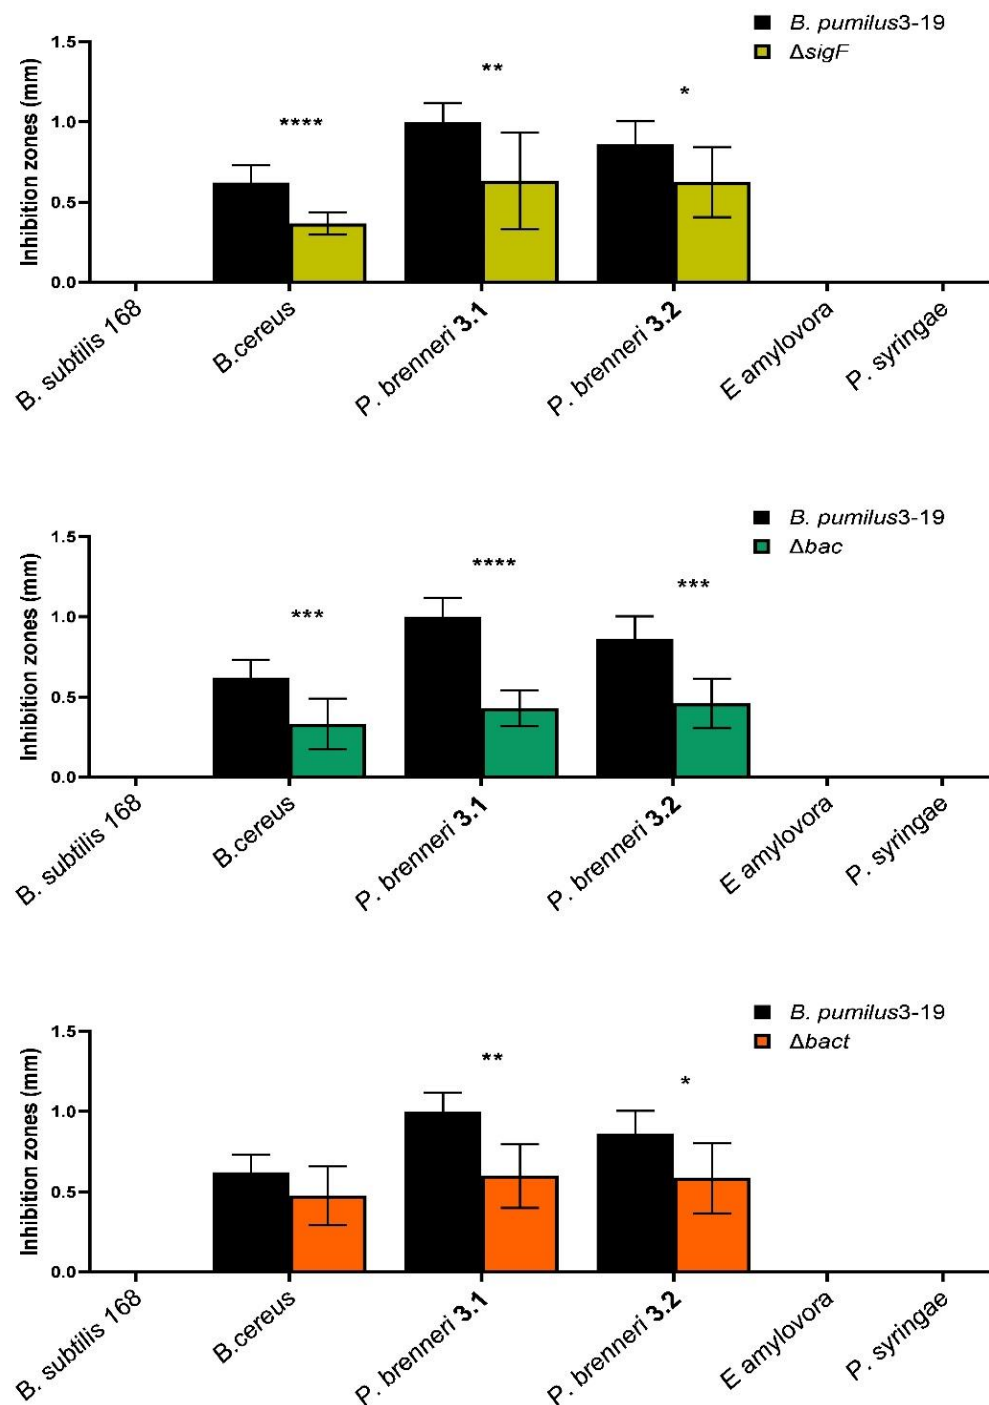 B. pumilus3-19
ΔsigF
Inhibition zones (mm)
1.5
1.0
0.5
0.0
****
**
*
B. subtilis 168
B.cereus
P. brenneri 3.1
P. brenneri 3.2
E amylovora
P. syringae
B. pumilus3-19
Δbac
Inhibition zones (mm)
1.5
1.0
0.5
0.0
***
****
***
B. subtilis 168
B.cereus
P. brenneri 3.1
P. brenneri 3.2
E amylovora
P. syringae
B. pumilus3-19
Δbact
Inhibition zones (mm)
1.5
1.0
0.5
0.0
**
*
B. subtilis 168
B.cereus
P. brenneri 3.1
P. brenneri 3.2
E amylovora
P. syringae